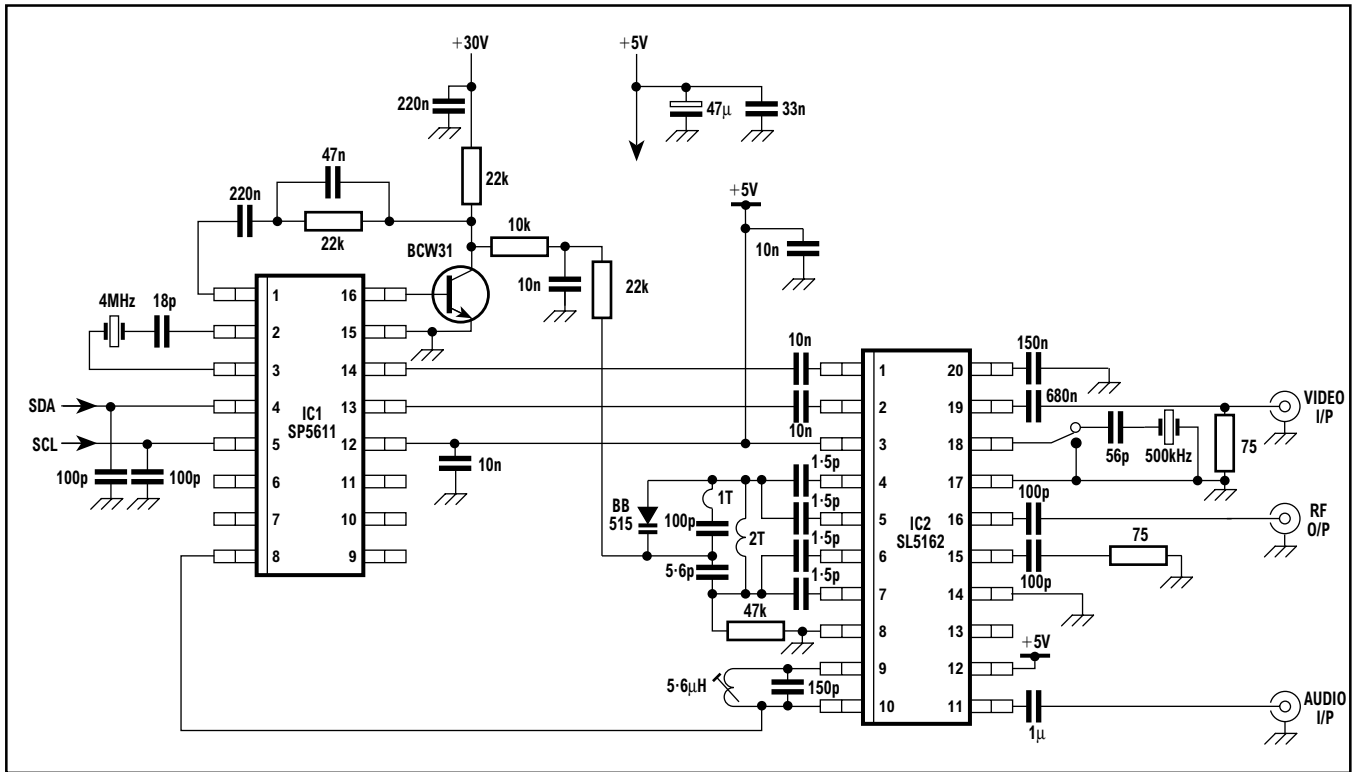 +30V
+5V
220n
47μ
33n
47n
22k
220n
22k
+5V
10k
10n
BCW31
10n
22k
4MHz
18p
1
16
2
15
3
14
4
13
5
12
6
11
7
10
8
9
IC1
SP5611
SDA
SCL
100p
100p
10n
10n
10n
150n
680n
VIDEO
I/P
75
56p
500kHz
1
20
2
19
3
18
4
17
5
16
6
15
7
14
8
13
9
12
10
11
IC2
SL5162
1·5p
1·5p
1·5p
1·5p
BB
515
1T
100p
2T
5·6p
47k
100p
RF
O/P
75
100p
+5V
5·6μH
150p
1μ
AUDIO
I/P